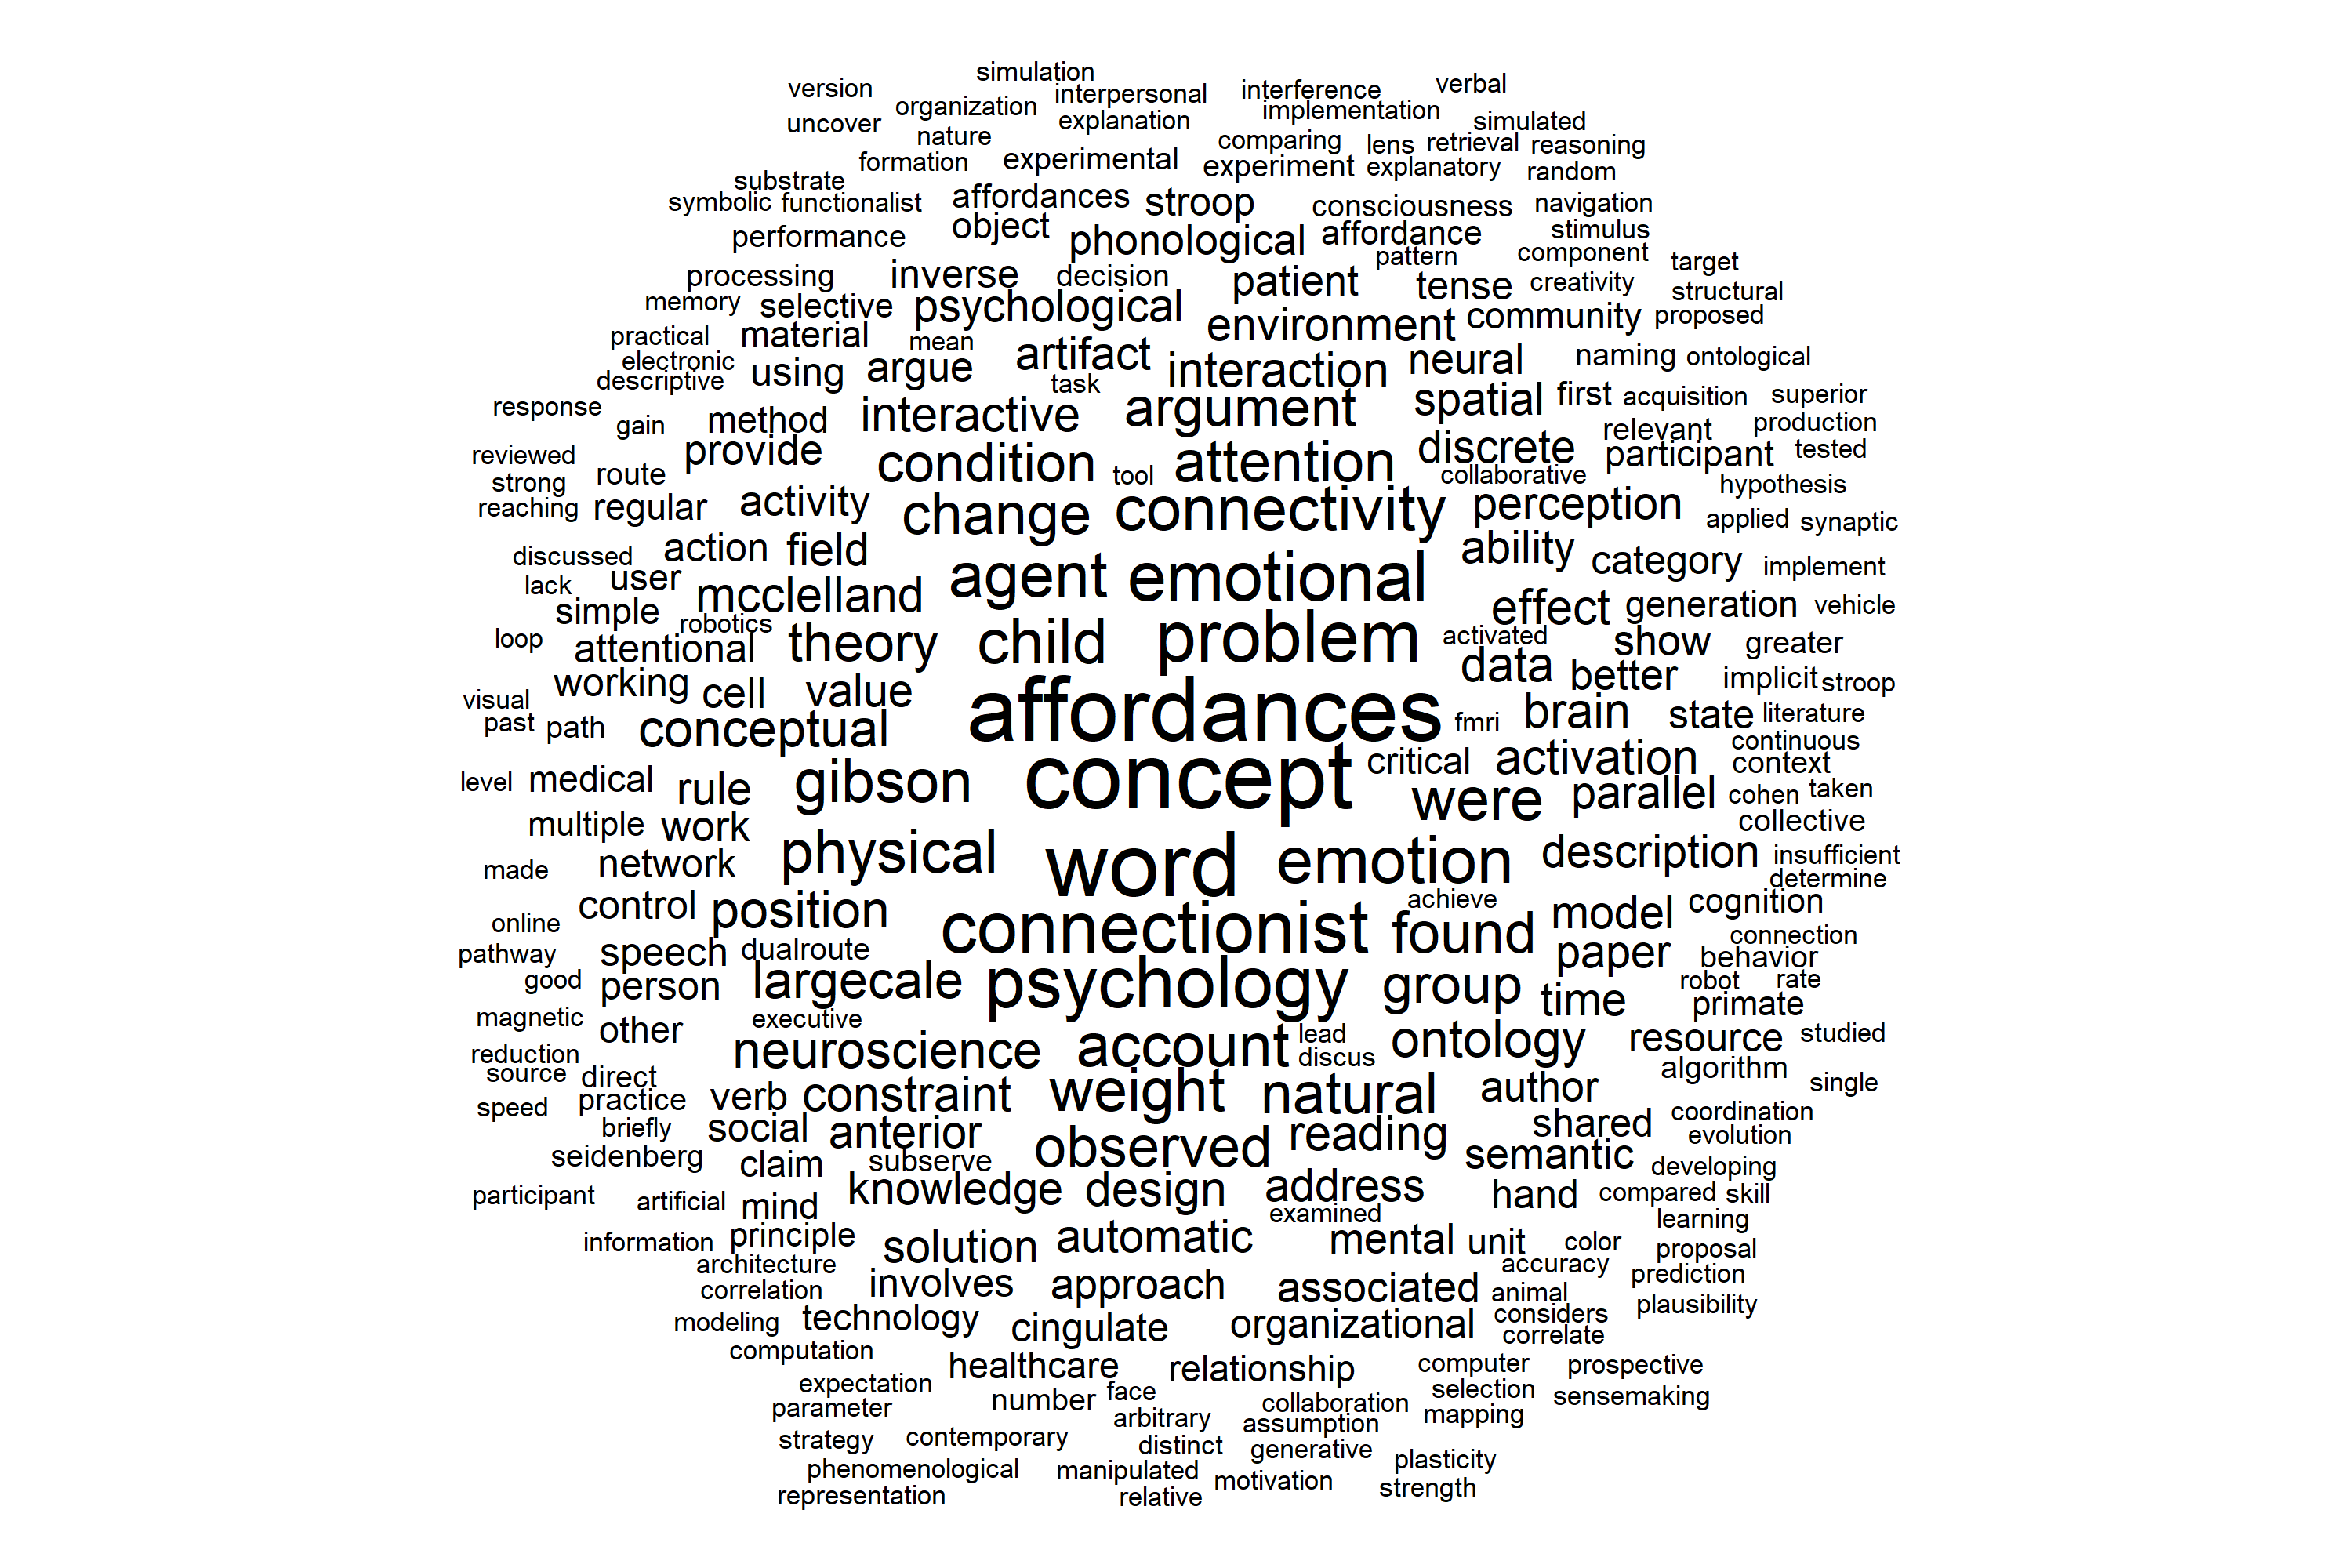 simulation
version interpersonal interference verbal
organization implementation
uncover nature explanation simulated
comparing lens retrieval reasoning
formation experimental experiment explanatory random
substrate
symbolic functionalist affordances stroop consciousness navigation
performance object phonological affordance stimulus
pattern component target
processing inverse decision patient tense creativity structural
memory selective psychological environment community proposed
practical material mean artifact interaction neural naming ontological
electronic
descriptive using argue task
response interactive argument spatial first acquisition superior
gain method relevant production
reviewed provide condition attention discrete participant tested
strong route tool collaborative hypothesis
reaching regular activity change connectivity perception applied synaptic
discussed action field agent emotional ability category implement
lack user mcclelland effect generation vehicle
simple robotics
loop attentional theory child problem activated show greater
working cell value data better implicit stroop
visual affordances brain state literature
past path conceptual fmri continuous
level medical rule gibson concept critical activation context
were parallel cohen taken
multiple work collective
made network physical word emotion description insufficient
determine
online control position connectionist achieve found model cognition
pathway speech dualroute paper connection
behavior
good person largecale psychology group time robot rate
magnetic other executive primate
reduction neuroscience account lead ontology resource studied
source direct discus algorithm
speed practice verb constraint weight natural author single
briefly social anterior observed reading shared coordination
evolution
seidenberg claim subserve semantic developing
participant artificial mind knowledge design address hand compared skill
examined learning
information principle solution automatic mental unit color proposal
architecture accuracy prediction
correlation involves approach associated animal
modeling technology cingulate organizational considers plausibility
correlate
computation healthcare relationship computer prospective
expectation number face collaboration selection sensemaking
parameter arbitrary assumption mapping
strategy contemporary distinct generative plasticity
phenomenological manipulated motivation strength
representation relative